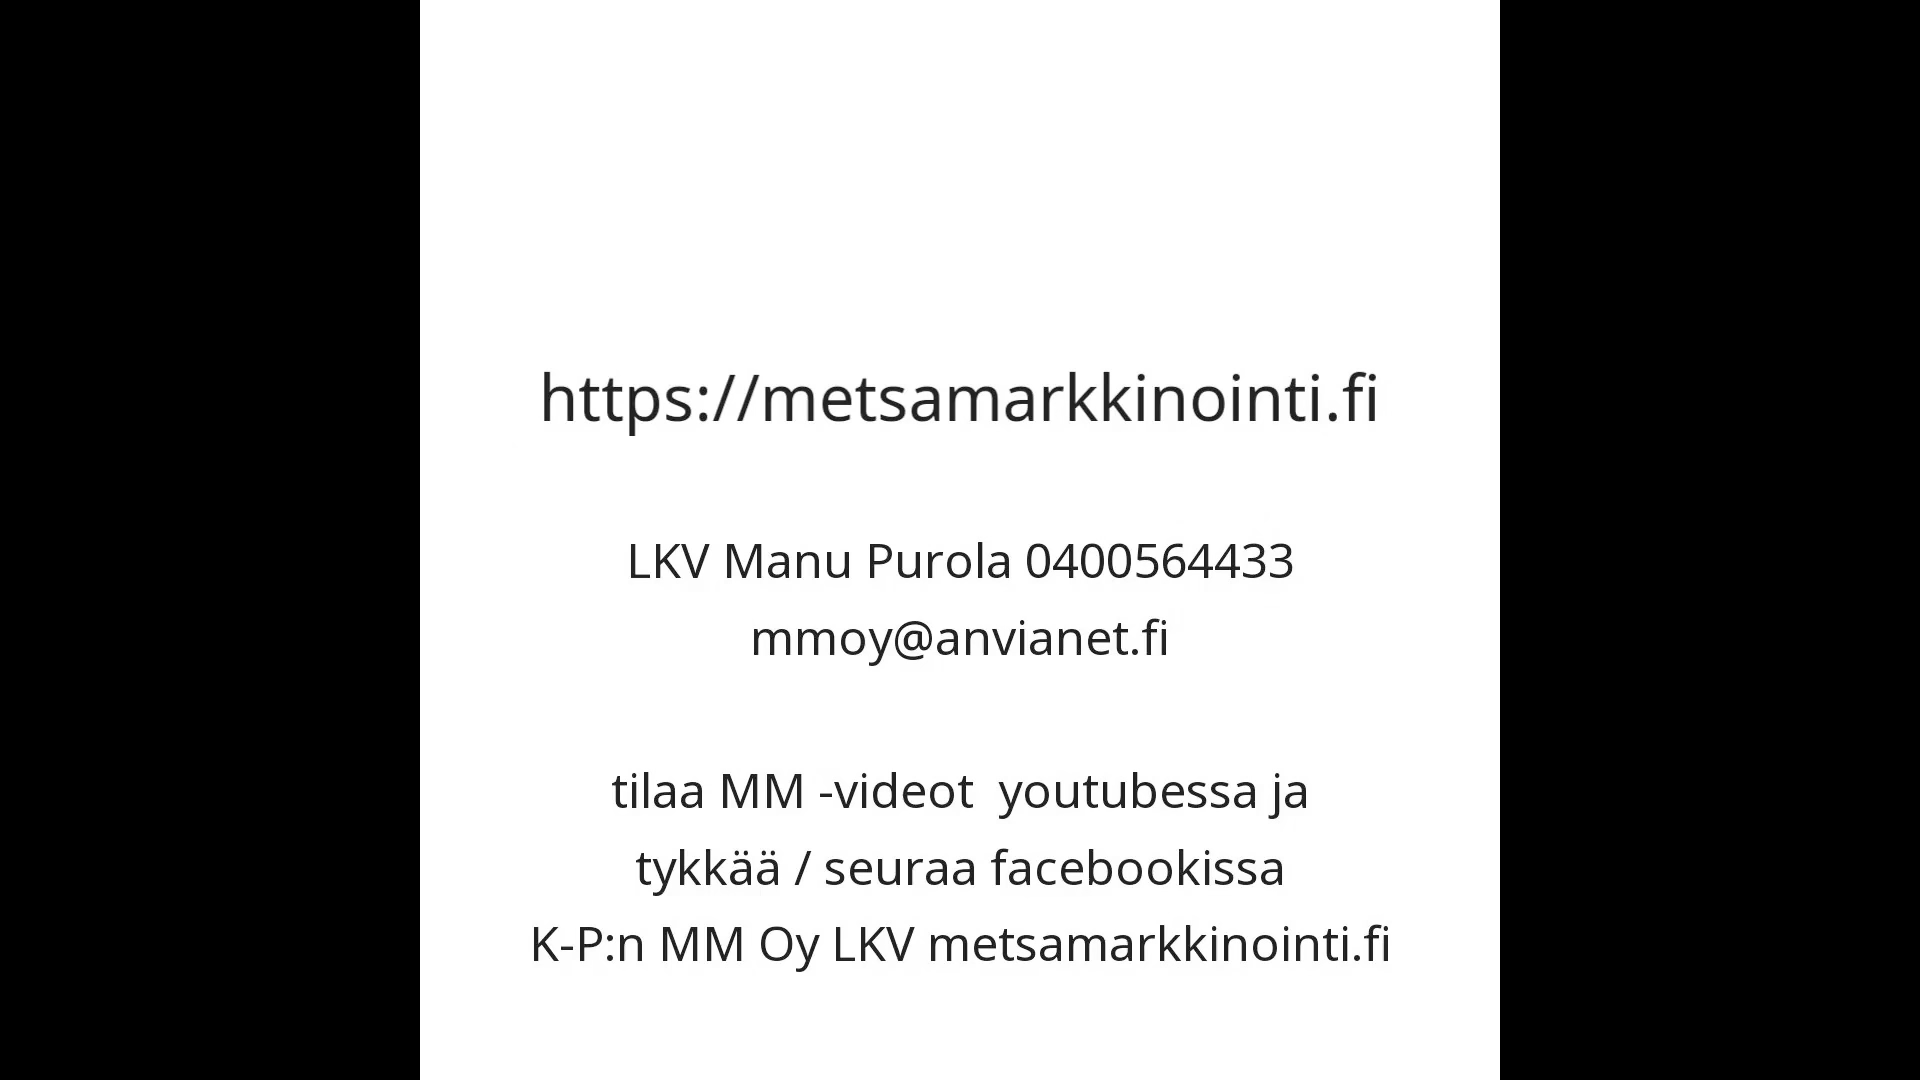 https://metsamarkkinointi.fi
LKV Manu Purola 0400564433
mmoy@anvianet.fi
tilaa MM -videot  youtubessa ja
tykkää / seuraa facebookissa
K-P:n MM Oy LKV metsamarkkinointi.fi